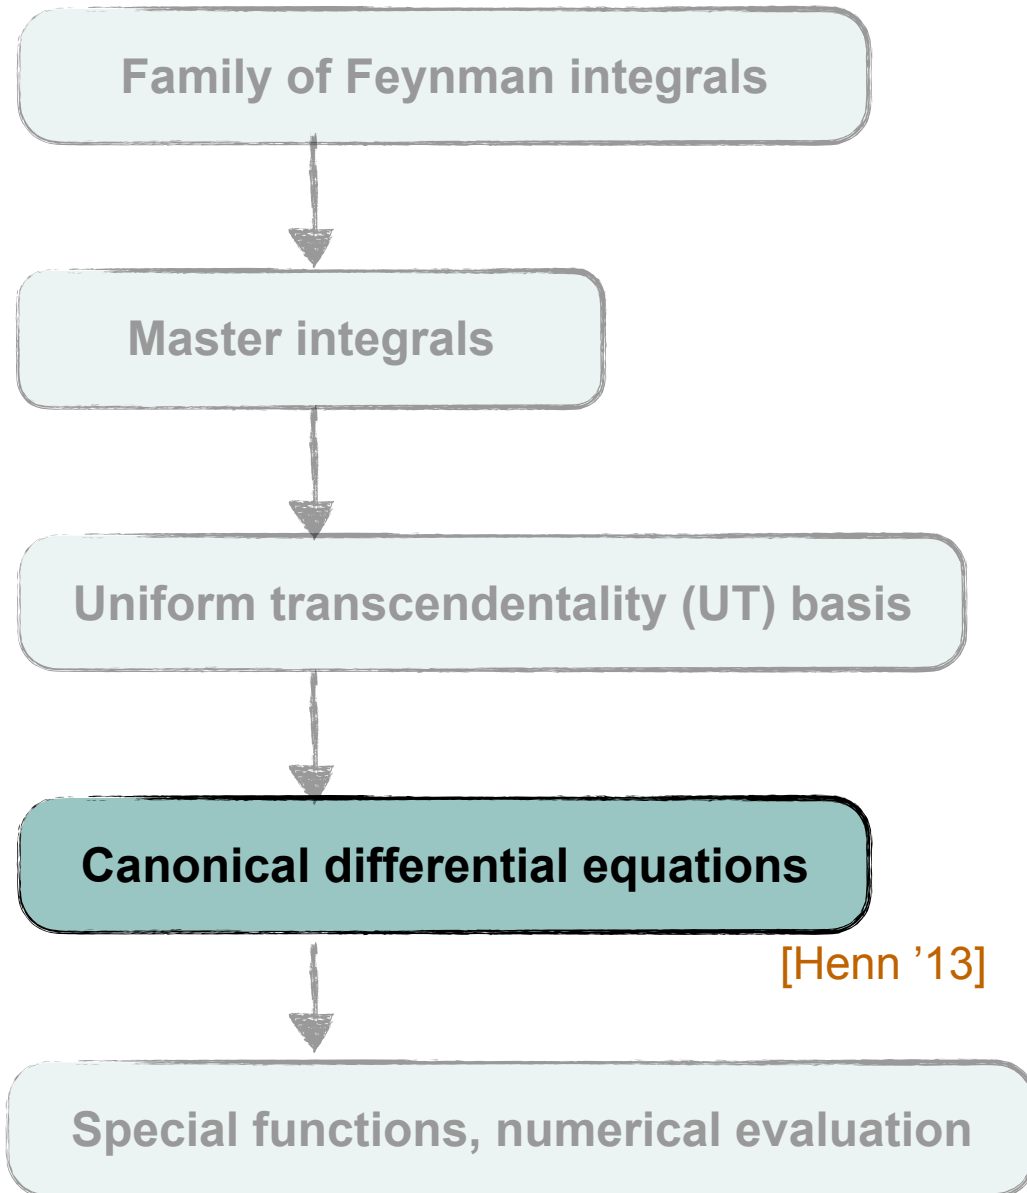 Family of Feynman integrals
Master integrals
Uniform transcendentality (UT) basis
Canonical differential equations
[Henn ’13]
Special functions, numerical evaluation